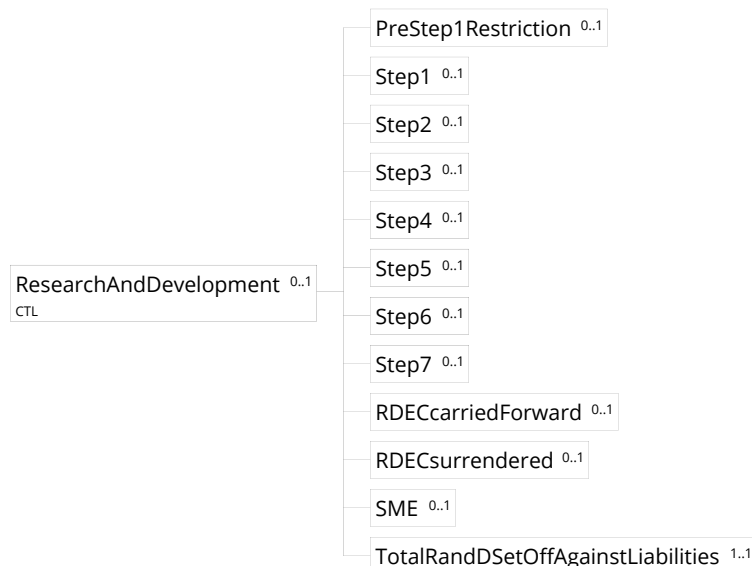 PreStep1Restriction 0..1
Step1 0..1
Step2 0..1
Step3 0..1
Step4 0..1
Step5 0..1
ResearchAndDevelopment 0..1
CTL
Step6 0..1
Step7 0..1
RDECcarriedForward 0..1
RDECsurrendered 0..1
SME 0..1
TotalRandDSetOffAgainstLiabilities 1..1